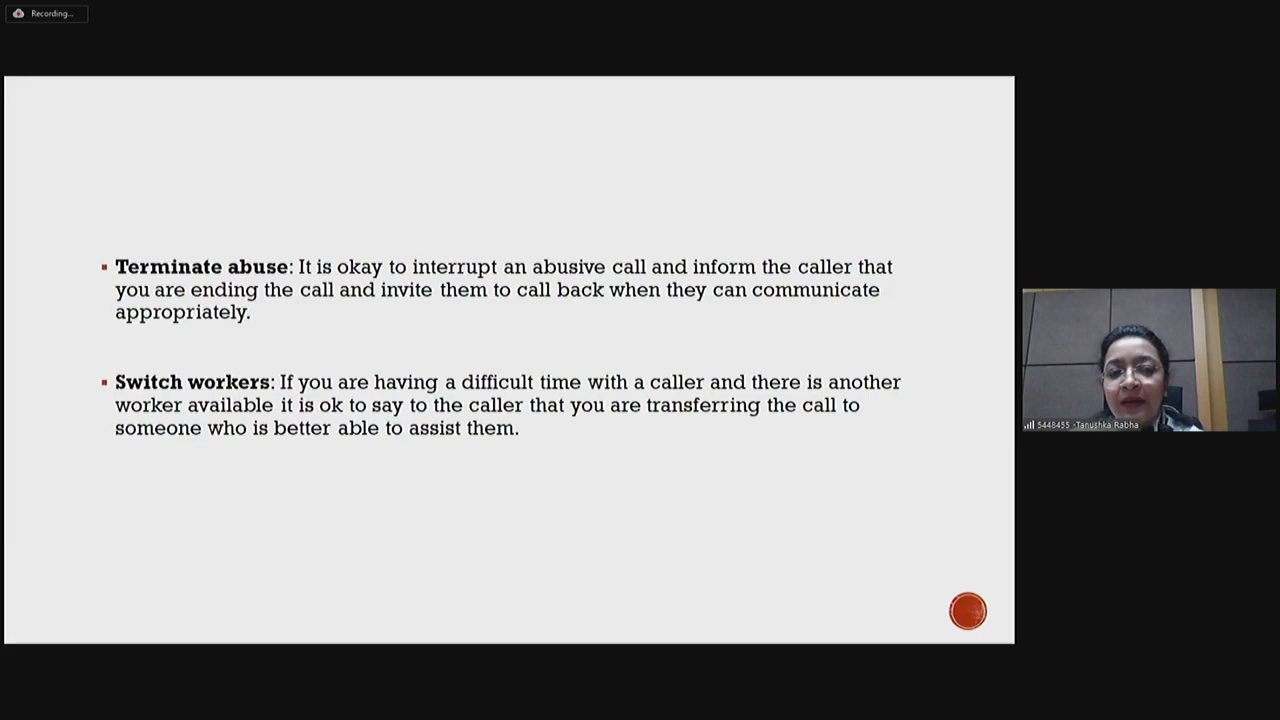 Recording...
Terminate abuse: It is okay to interrupt an abusive call and inform the caller that
you are ending the call and invite them to call back when they can communicate
appropriately.
Switch workers: If you are having a difficult time with a caller and there is another
worker available it is ok to say to the caller that you are transferring the call to
someone who is better able to assist them.
5448455 -Tanushka Rabha